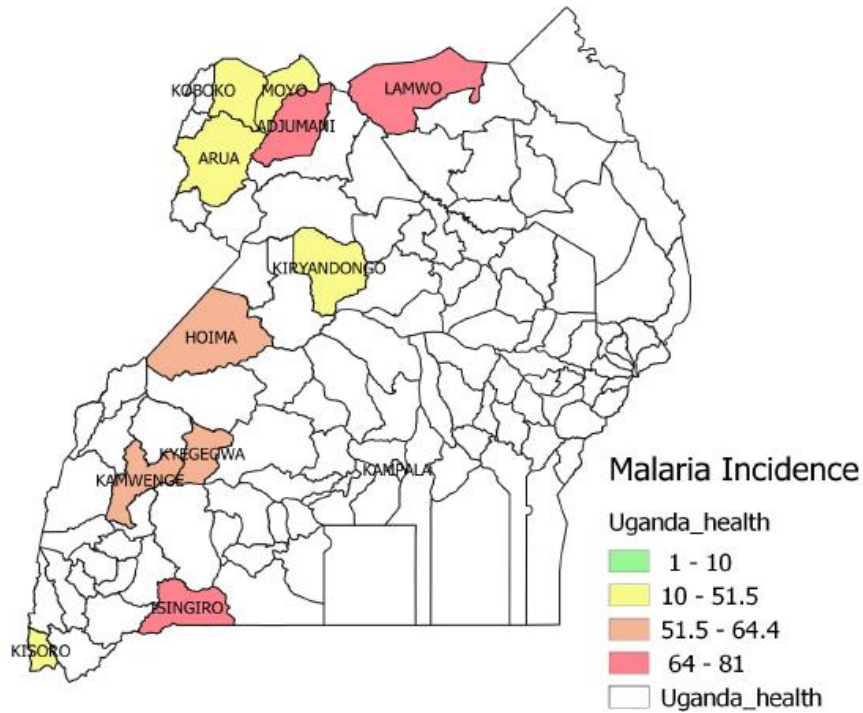 KOBOKO
MOYO
LAMWO
ADJUMANI
ARUA
KIRYANDONGO
HOIMA
KYEGEGWA
KAMWENGE
KAMPALA
ISINGIRO
KISORO
Malaria Incidence
Uganda_health
1 - 10
10 - 51.5
51.5 - 64.4
64 - 81
Uganda_health